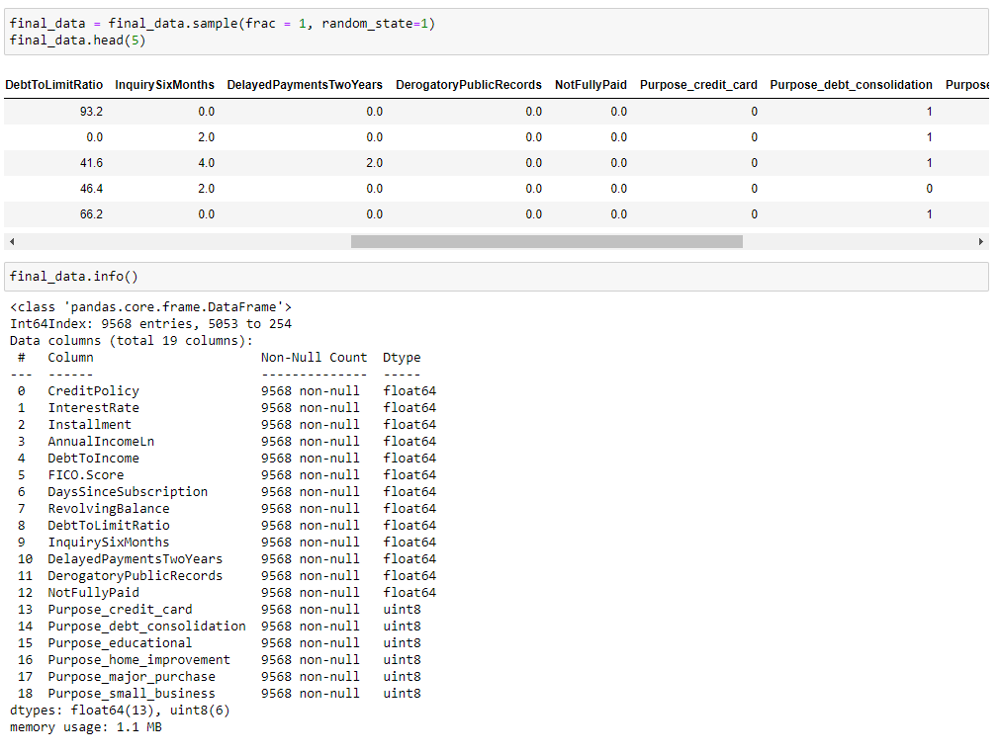 final_data = final_data.sample(frac = 1, random_state=1)
final_data.head(5)
DebtToLimitRatio InquirySixMonths DelayedPaymentsTwoYears DerogatoryPublicRecords NotFullyPaid Purpose_credit_card Purpose_debt_consolidation Purpose
93.2 0.0 0.0 0.0 0.0 0 1
0.0 2.0 0.0 0.0 0.0 0 1
41.6 4.0 2.0 0.0 0.0 0 1
46.4 2.0 0.0 0.0 0.0 0 0
66.2 0.0 0.0 0.0 0.0 0 1
final_data.info()
<class 'pandas.core.frame.DataFrame'>
Int64Index: 9568 entries, 5053 to 254
Data columns (total 19 columns):
# Column Non-Null Count Dtype
--- ------ -------------- -----
0 CreditPolicy 9568 non-null float64
1 InterestRate 9568 non-null float64
2 Installment 9568 non-null float64
3 AnnualIncomeLn 9568 non-null float64
4 DebtToIncome 9568 non-null float64
5 FICO.Score 9568 non-null float64
6 DaysSinceSubscription 9568 non-null float64
7 RevolvingBalance 9568 non-null float64
8 DebtToLimitRatio 9568 non-null float64
9 InquirySixMonths 9568 non-null float64
10 DelayedPaymentsTwoYears 9568 non-null float64
11 DerogatoryPublicRecords 9568 non-null float64
12 NotFullyPaid 9568 non-null float64
13 Purpose_credit_card 9568 non-null uint8
14 Purpose_debt_consolidation 9568 non-null uint8
15 Purpose_educational 9568 non-null uint8
16 Purpose_home_improvement 9568 non-null uint8
17 Purpose_major_purchase 9568 non-null uint8
18 Purpose_small_business 9568 non-null uint8
dtypes: float64(13), uint8(6)
memory usage: 1.1 MB